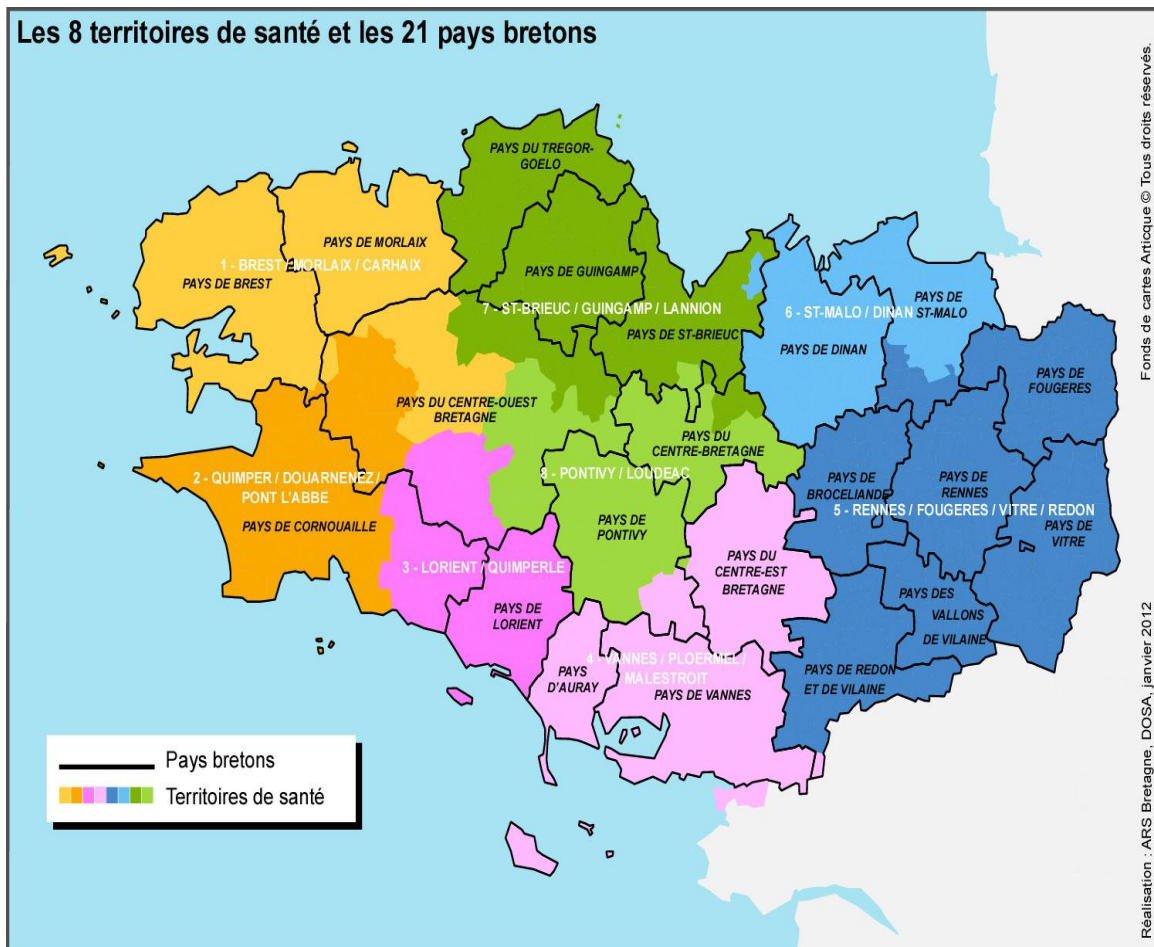 Les 8 territoires de santé et les 21 pays bretons
PAYS DU TREGOR-
GOELO
PAYS DE MORLAIX
1 - BREST / MORLAIX / CARHAIX
PAYS DE BREST
PAYS DE GUINGAMP
7 - ST-BRIEUC / GUINGAMP / LANNION
PAYS DE ST-BRIEUC
PAYS DE
ST-MALO
6 - ST-MALO / DINAN
PAYS DE DINAN
PAYS DE
FOUGERES
PAYS DU CENTRE-OUEST
BRETAGNE
PAYS DU
CENTRE-BRETAGNE
8 - PONTIVY / LOUDEAC
2 - QUIMPER / DOUARNENEZ /
PONT L'ABBE
PAYS DE CORNOUAILLE
PAYS DE
BROCELIANDE
PAYS DE
RENNES
5 - RENNES / FOUGERES / VITRE / REDON
PAYS DE
VITRE
PAYS DE
PONTIVY
PAYS DU
CENTRE-EST
BRETAGNE
3 - LORIENT / QUIMPERLE
PAYS DE
LORIENT
PAYS DES
VALLONS
DE VILAINE
4 - VANNES / PLOERMEL /
MALESTROIT
PAYS
D'AURAY
PAYS DE VANNES
PAYS DE REDON
ET DE VILAINE
Pays bretons
Territoires de santé
Fonds de cartes Articque © Tous droits réservés.
Réalisation : ARS Bretagne, DOSA, janvier 2012